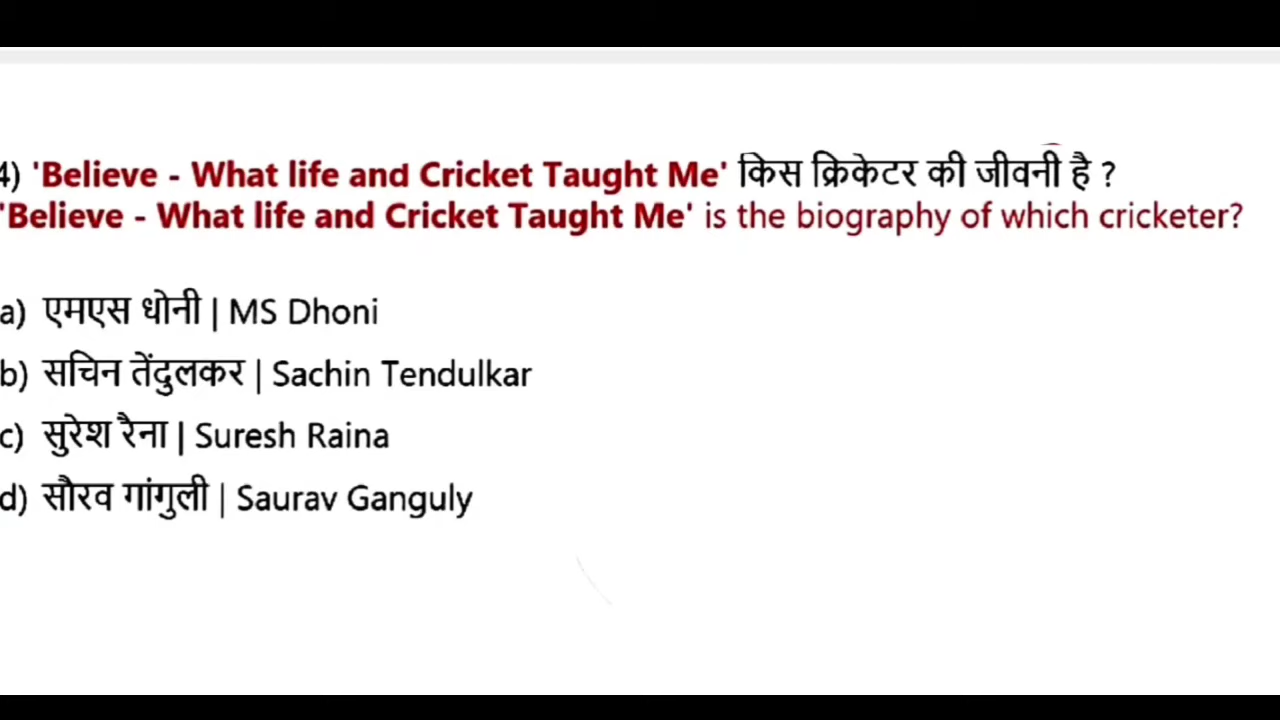 4) 'Believe - What life and Cricket Taught Me' किस क्रिकेटर की जीवनी है ?
'Believe - What life and Cricket Taught Me' is the biography of which cricketer?
a) एमएस धोनी | MS Dhoni
b) सचिन तेंदुलकर | Sachin Tendulkar
c) सुरेश रैना | Suresh Raina
d) सौरव गांगुली | Saurav Ganguly